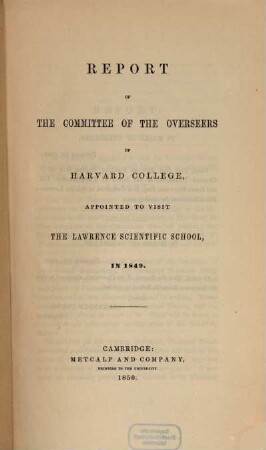 REPORT
OF
THE COMMITTEE OF THE OVERSEERS
OF
HARVARD COLLEGE,
APPOINTED TO VISIT
THE LAWRENCE SCIENTIFIC SCHOOL,
IN 1849.
CAMBRIDGE:
METCALF AND COMPANY,
PRINTERS TO THE UNIVERSITY.
1850.